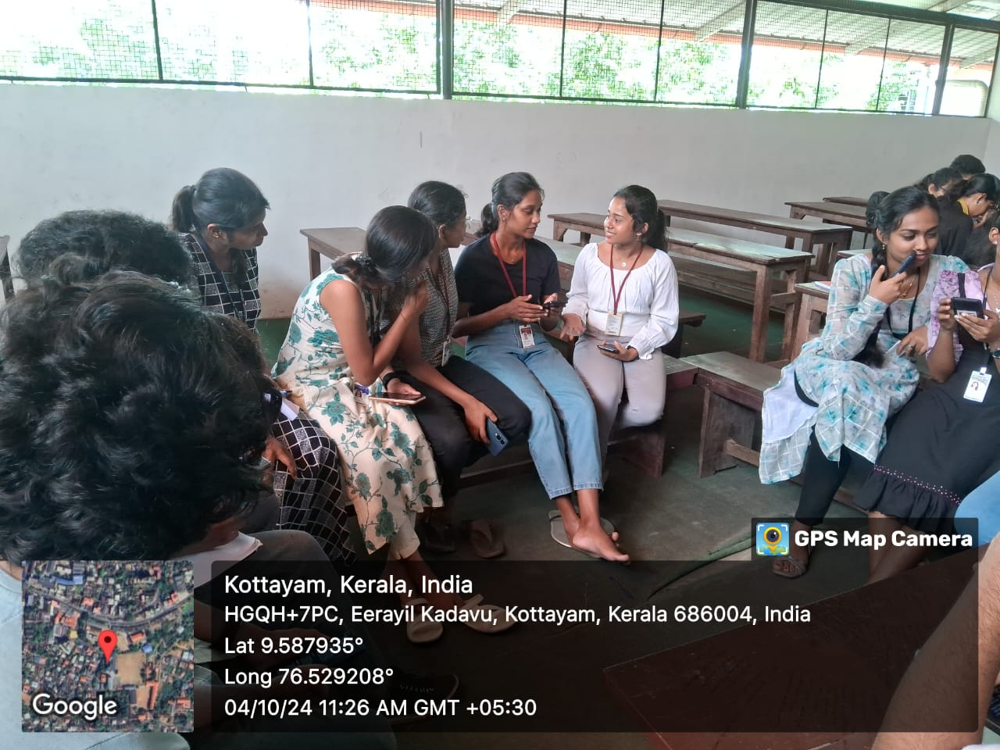 GPS Map Camera
Kottayam, Kerala, India
HGQH+7PC, Eerayil Kadavu, Kottayam, Kerala 686004, India
Lat 9.587935°
Long 76.529208°
04/10/24 11:26 AM GMT +05:30
Google